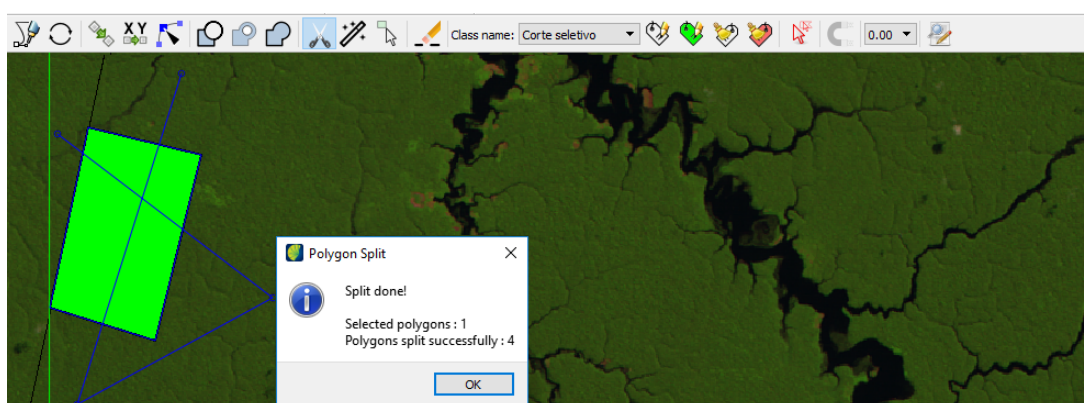 X Y
Class name: Corte seletivo 0.00
Polygon Split
Split done!
Selected polygons : 1
Polygons split successfully : 4
OK